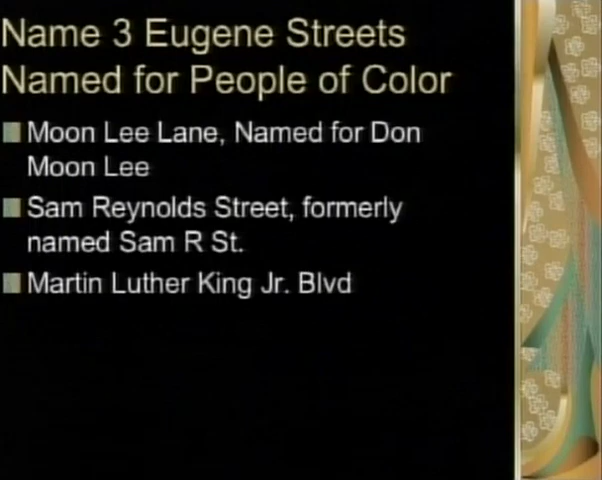 Name 3 Eugene Streets
Named for People of Color
Moon Lee Lane, Named for Don
Moon Lee
Sam Reynolds Street, formerly
named Sam R St.
Martin Luther King Jr. Blvd